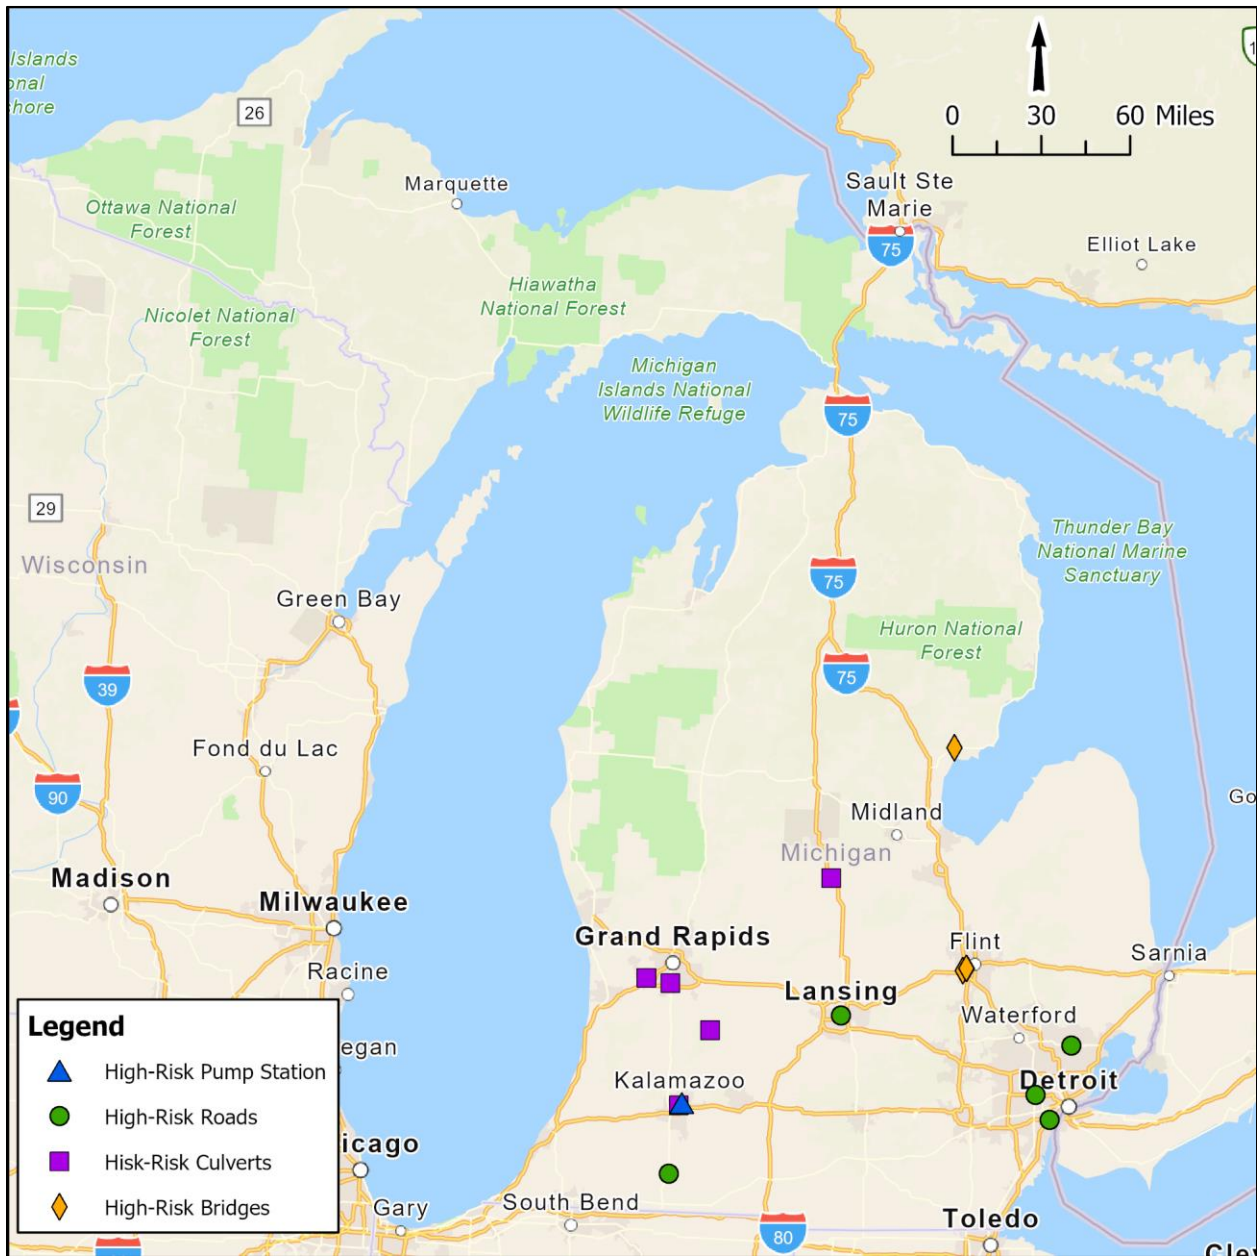 Islands
onal
shore
26
Marquette
0 30 60 Miles
1
Sault Ste
Marie
75
Elliot Lake
Ottawa National
Forest
Hiawatha
National Forest
Nicolet National
Forest
Michigan
Islands National
Wildlife Refuge
75
29
Wisconsin
Thunder Bay
National Marine
Sanctuary
75
Green Bay
Huron National
Forest
75
39
Fond du Lac
90
Midland
Go
Michigan
Madison
Milwaukee
Grand Rapids
Flint
Sarnia
Racine
Lansing
Waterford
egan
Kalamazoo
Detroit
icago
South Bend
Gary
Toledo
80
Cle
Legend
High-Risk Pump Station
High-Risk Roads
Hisk-Risk Culverts
High-Risk Bridges